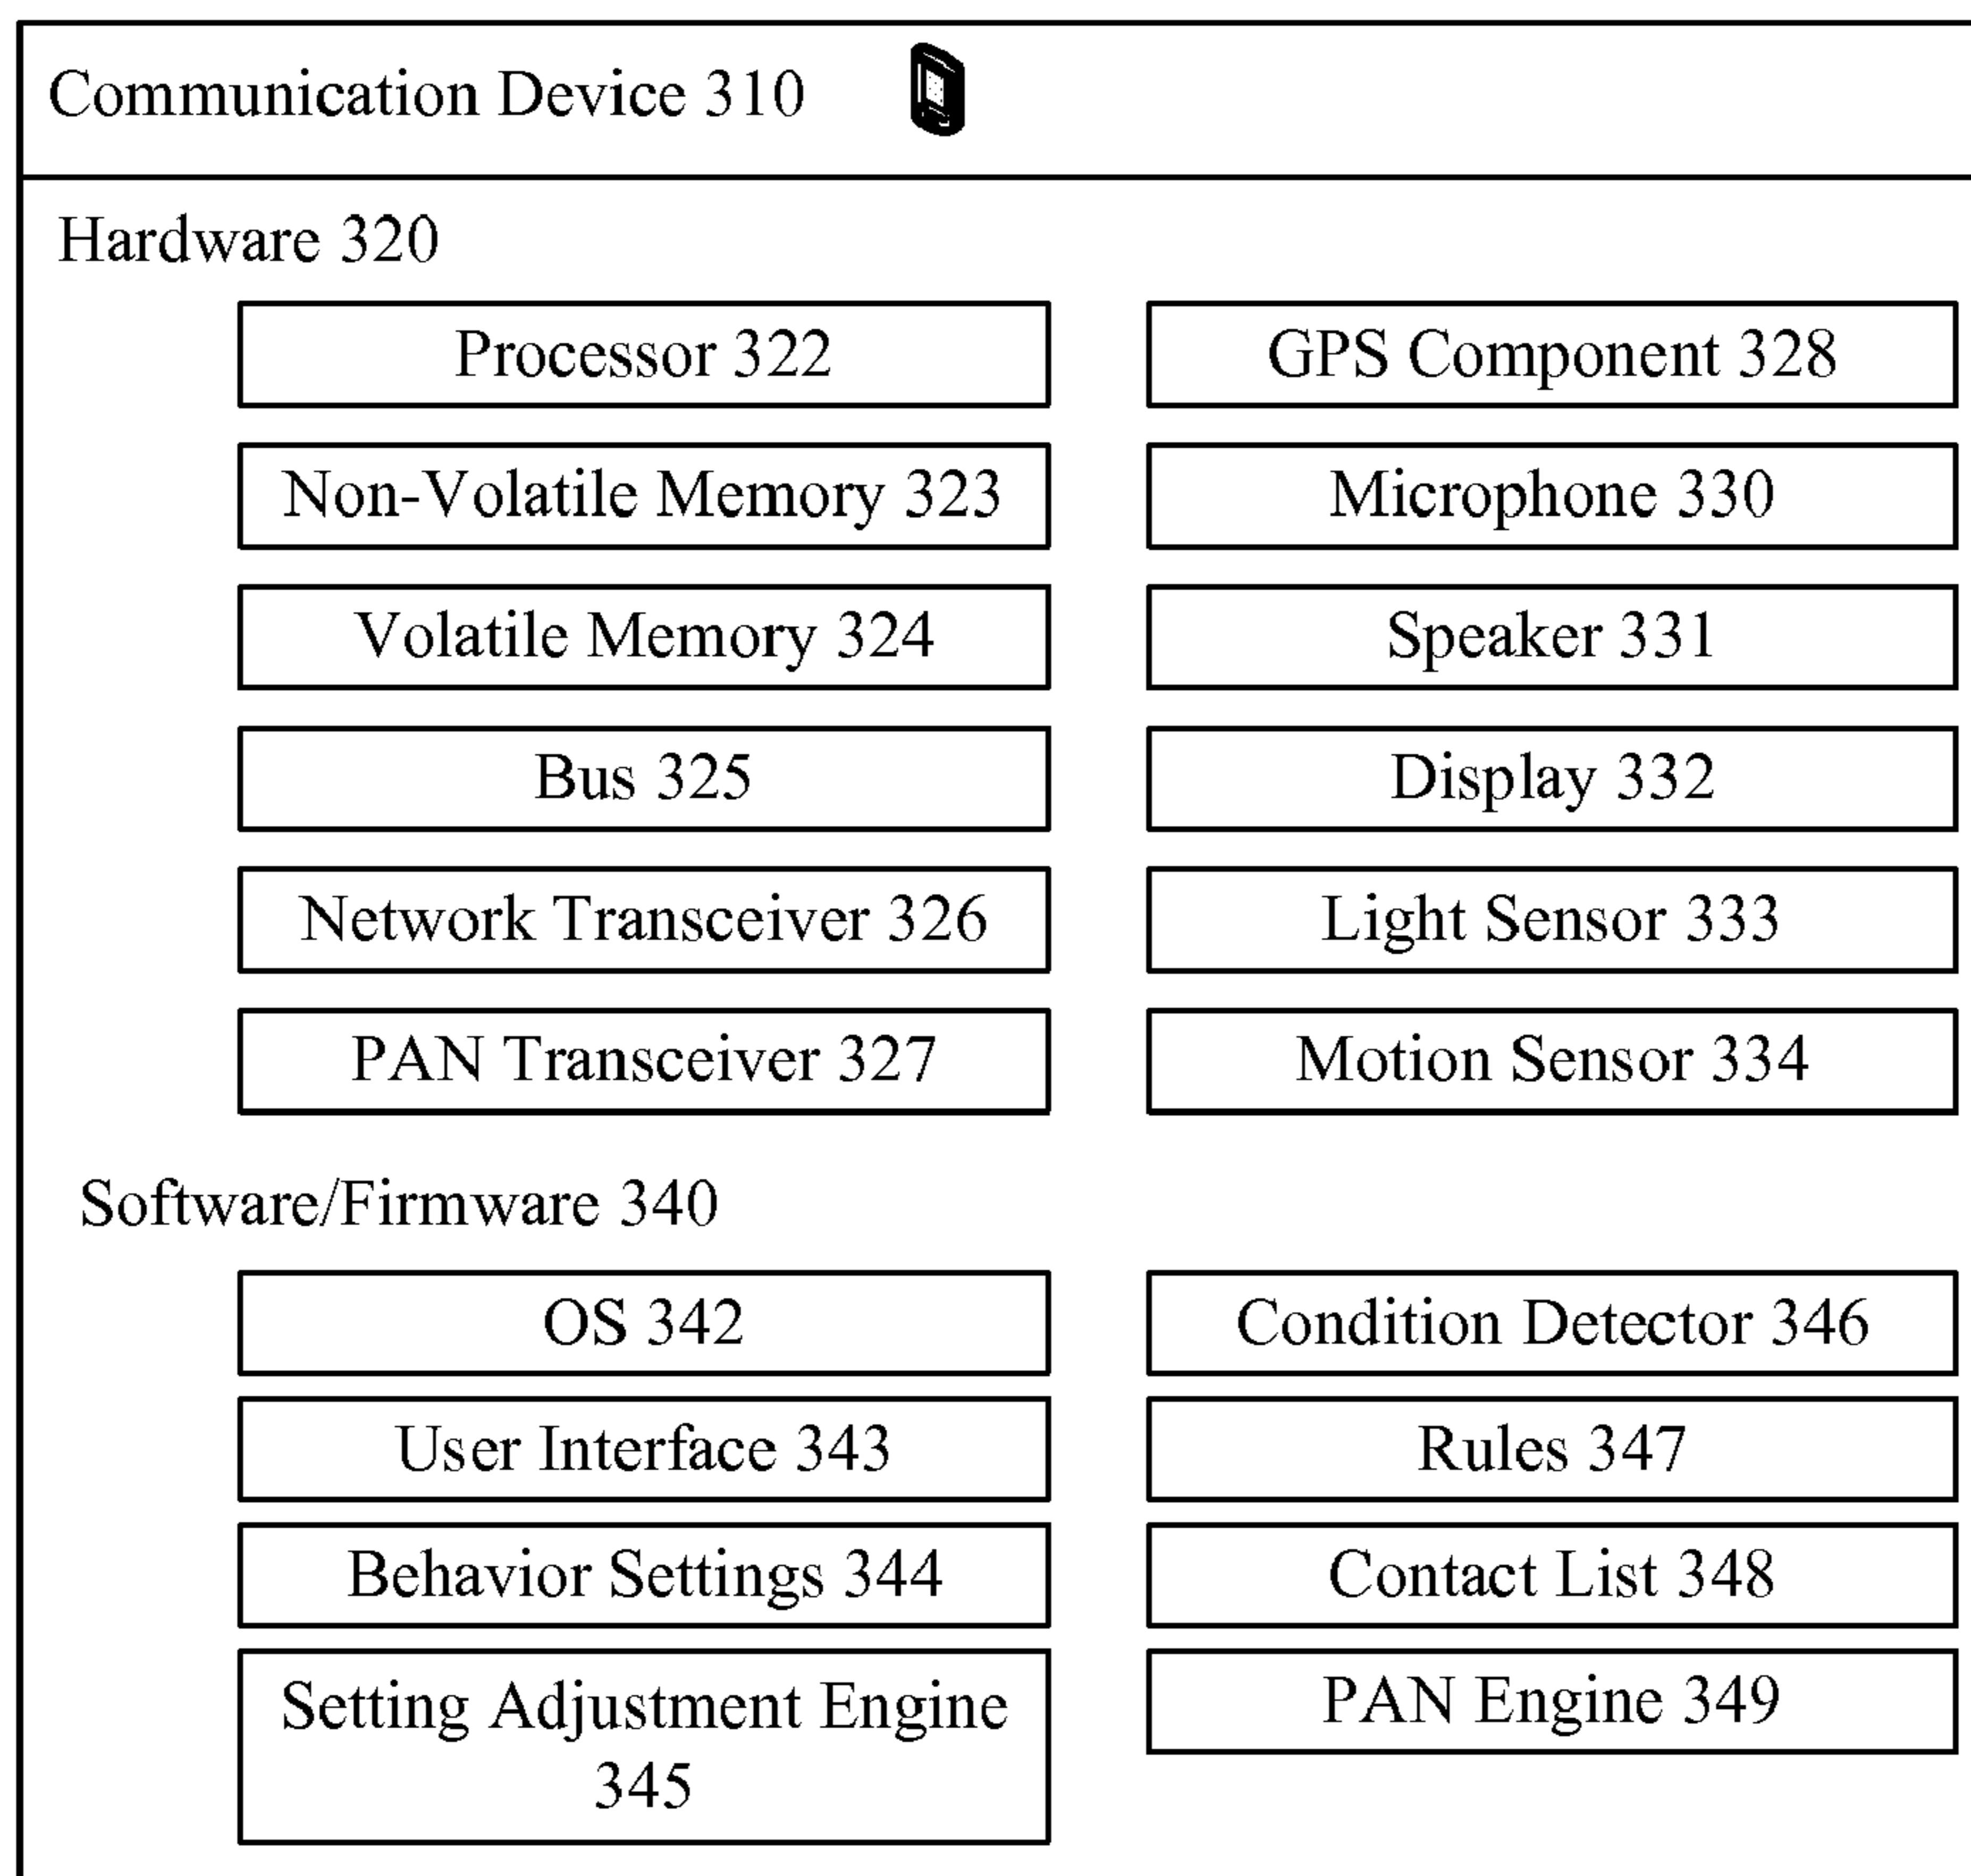 Communication Device 310
Hardware 320
Processor 322
GPS Component 328
Non-Volatile Memory 323
Microphone 330
Volatile Memory 324
Speaker 331
Bus 325
Display 332
Network Transceiver 326
Light Sensor 333
PAN Transceiver 327
Motion Sensor 334
Software/Firmware 340
OS 342
Condition Detector 346
User Interface 343
Rules 347
Behavior Settings 344
Contact List 348
Setting Adjustment Engine
345
PAN Engine 349